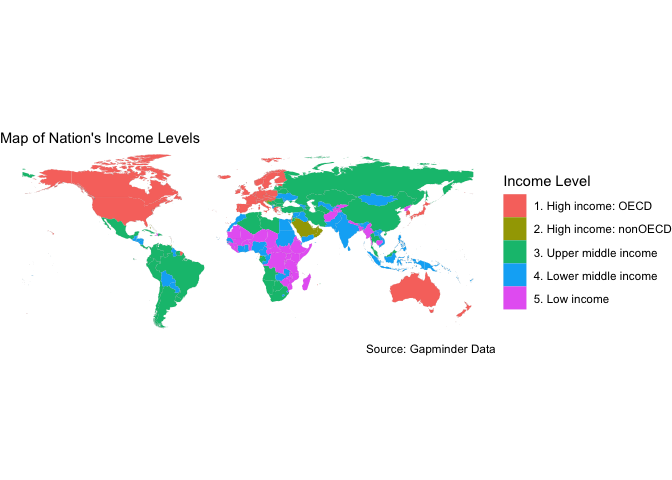 Map of Nation's Income Levels
Income Level
1. High income: OECD
2. High income: nonOECD
3. Upper middle income
4. Lower middle income
5. Low income
Source: Gapminder Data